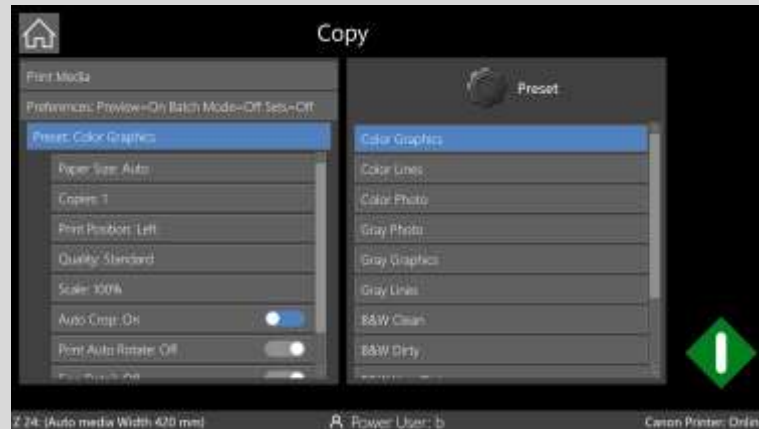 Copy
Print Media
Preferences: Preview=On Batch Mode=Off Sets=Off
Preset: Color Graphics
Paper Size: Auto
Copies: 1
Print Position: Left
Quality: Standard
Scale: 100%
Auto Crop: On
Print Auto Rotate: Off
Preset
Color Graphics
Color Lines
Color Photo
Gray Photo
Gray Graphics
Gray Lines
B&W Clean
B&W Dirty
Z 24: (Auto media Width 420 mm)
Power User: b
Canon Printer: